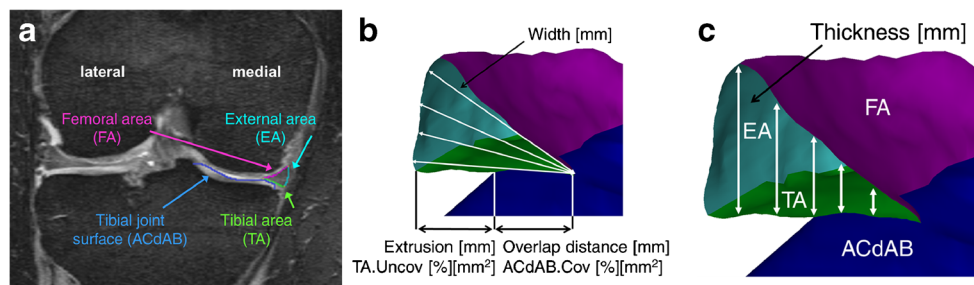 a
lateral
medial
Femoral area
(FA)
External area
(EA)
Tibial joint
surface (ACdAB)
Tibial area
(TA)
b
Width [mm]
Extrusion [mm]
Overlap distance [mm]
TA.Uncov [%][mm²]
ACdAB.Cov [%][mm²]
c
Thickness [mm]
EA
FA
TA
ACdAB